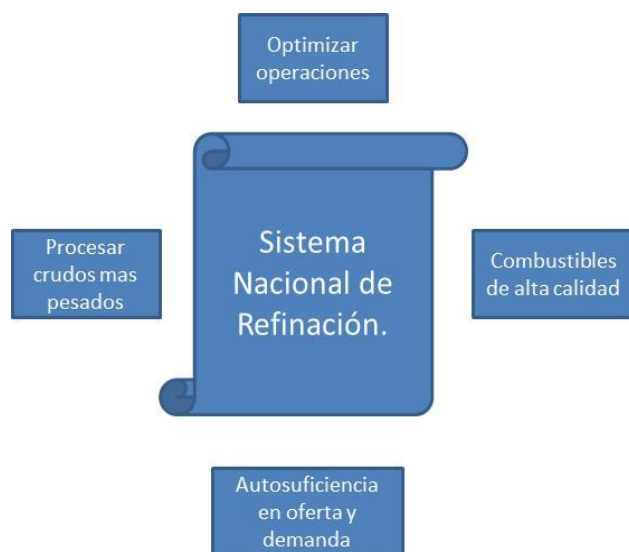 Optimizar
operaciones
Procesar
crudos mas
pesados
Sistema
Nacional de
Refinación.
Combustibles
de alta calidad
Autosuficiencia
en oferta y
demanda